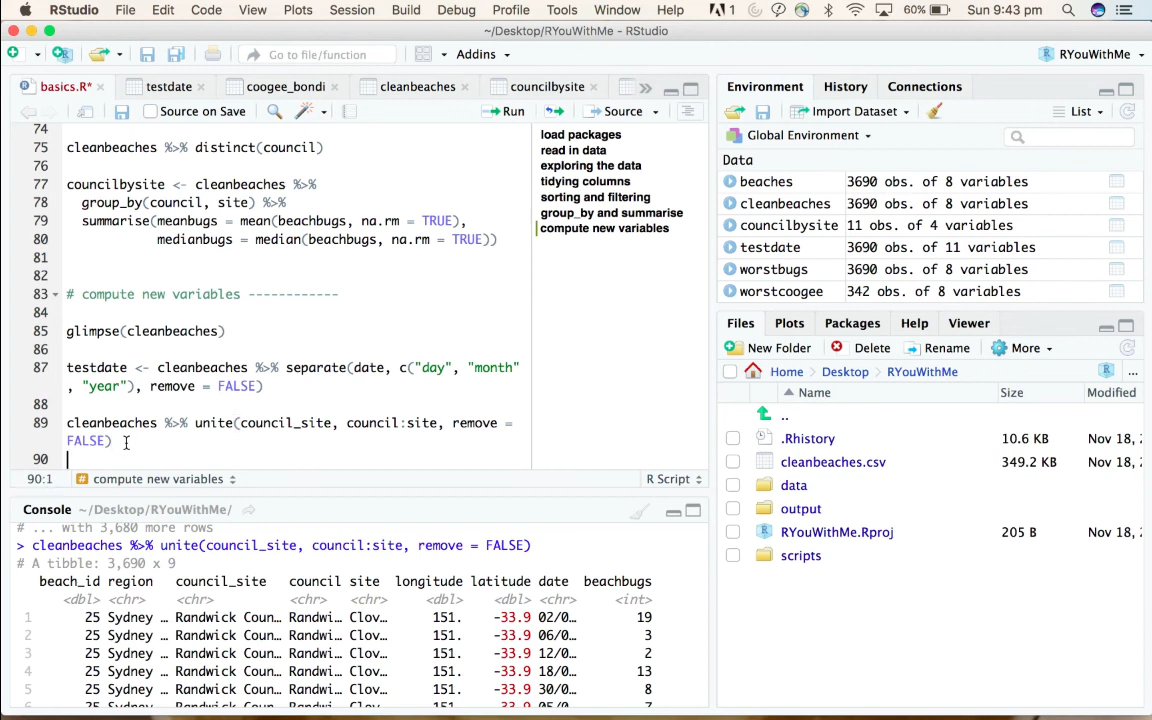 RStudio File Edit Code View Plots Session Build Debug Profile Tools Window Help 1 60% Sun 9:43 pm
~/Desktop/RYouWithMe - RStudio
Go to file/function Addins RYouWithMe
basics.R* testdate coogee_bondi cleanbeaches councilbysite
Source on Save Run Source
74
75 cleanbeaches %>% distinct(council)
76
77 councilbysite <- cleanbeaches %>%
78 group_by(council, site) %>%
79 summarise(meanbugs = mean(beachbugs, na.rm = TRUE),
80 medianbugs = median(beachbugs, na.rm = TRUE))
81
82
83 # compute new variables ------------
84
85 glimpse(cleanbeaches)
86
87 testdate <- cleanbeaches %>% separate(date, c("day", "month"
, "year"), remove = FALSE)
88
89 cleanbeaches %>% unite(council_site, council:site, remove =
FALSE)
90
load packages
read in data
exploring the data
tidying columns
sorting and filtering
group_by and summarise
compute new variables
90:1 # compute new variables R Script
Console ~/Desktop/RYouWithMe/
# ... with 3,680 more rows
> cleanbeaches %>% unite(council_site, council:site, remove = FALSE)
# A tibble: 3,690 x 9
beach_id region council_site council site longitude latitude date beachbugs
<dbl> <chr> <chr> <chr> <chr> <dbl> <dbl> <chr> <int>
1 25 Sydney … Randwick Coun… Randwi… Clov… 151. -33.9 02/0… 19
2 25 Sydney … Randwick Coun… Randwi… Clov… 151. -33.9 06/0… 3
3 25 Sydney … Randwick Coun… Randwi… Clov… 151. -33.9 12/0… 2
4 25 Sydney … Randwick Coun… Randwi… Clov… 151. -33.9 18/0… 13
5 25 Sydney … Randwick Coun… Randwi… Clov… 151. -33.9 30/0… 8
6 25 Sydney … Randwick Coun… Randwi… Clov… 151. -33.9 05/0… 7
Environment History Connections
Import Dataset List
Global Environment
Data
beaches 3690 obs. of 8 variables
cleanbeaches 3690 obs. of 8 variables
councilbysite 11 obs. of 4 variables
testdate 3690 obs. of 11 variables
worstbugs 3690 obs. of 8 variables
worstcoogee 342 obs. of 8 variables
Files Plots Packages Help Viewer
New Folder Delete Rename More
Home Desktop RYouWithMe ...
Name Size Modified
..
.Rhistory 10.6 KB Nov 18,
cleanbeaches.csv 349.2 KB Nov 18,
data
output
RYouWithMe.Rproj 205 B Nov 18,
scripts